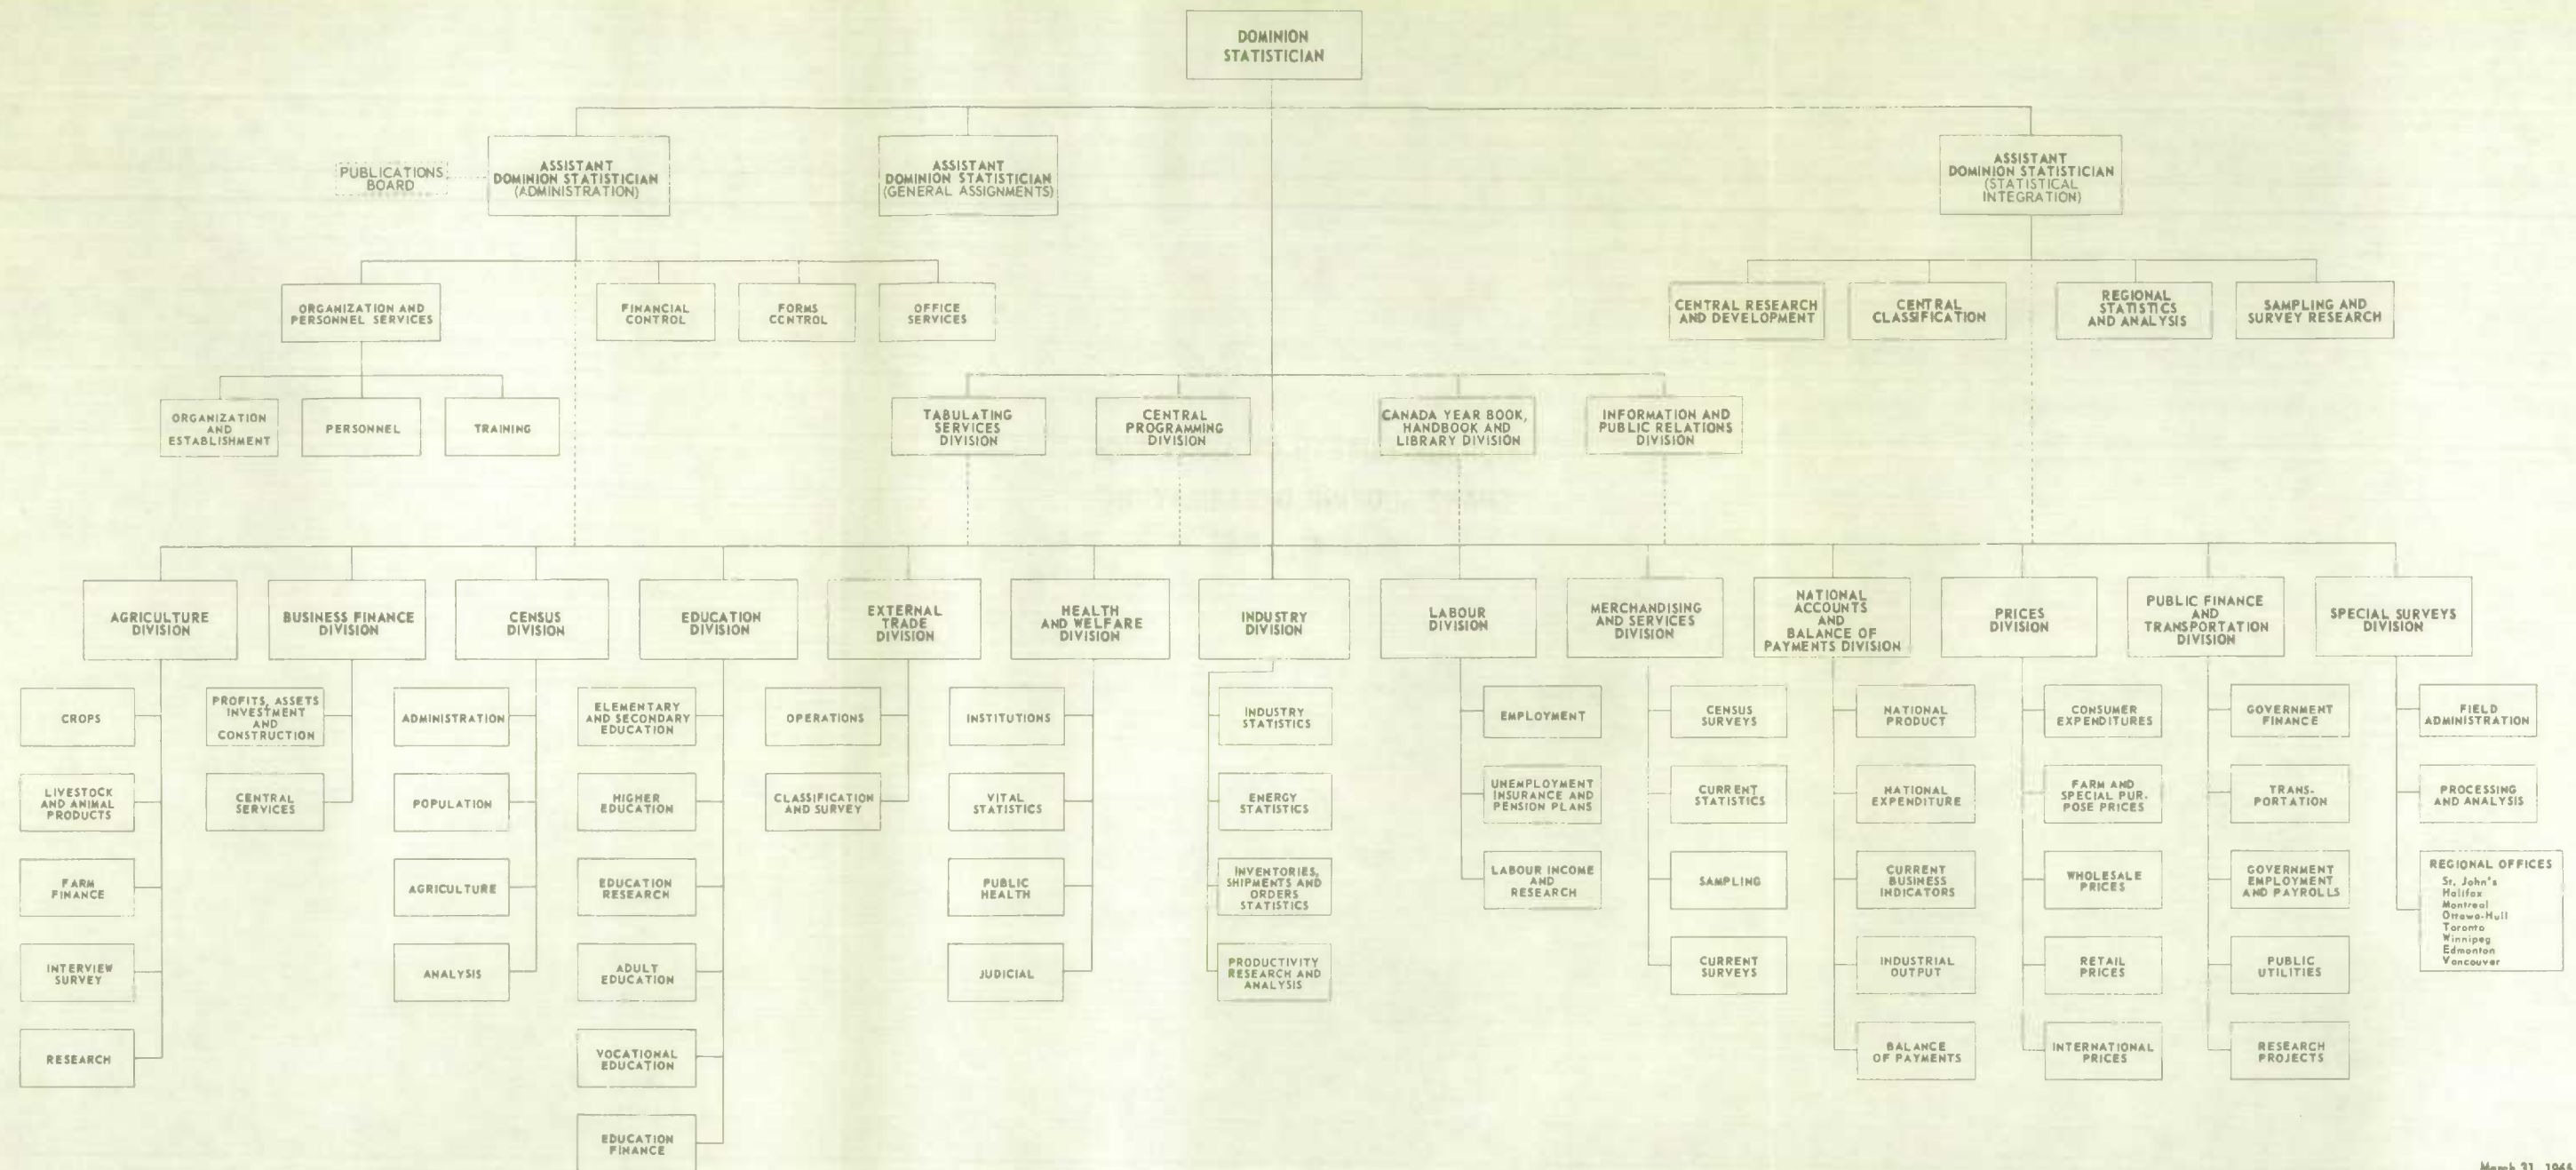 DOMINION
STATISTICIAN
PUBLICATIONS
BOARD
ASSISTANT
DOMINION STATISTICIAN
(ADMINISTRATION)
ASSISTANT
DOMINION STATISTICIAN
(GENERAL ASSIGNMENTS)
ASSISTANT
DOMINION STATISTICIAN
(STATISTICAL
INTEGRATION)
ORGANIZATION AND
PERSONNEL SERVICES
FINANCIAL
CONTROL
FORMS
CONTROL
OFFICE
SERVICES
CENTRAL RESEARCH
AND DEVELOPMENT
CENTRAL
CLASSIFICATION
REGIONAL
STATISTICS
AND ANALYSIS
SAMPLING AND
SURVEY RESEARCH
ORGANIZATION
AND
ESTABLISHMENT
PERSONNEL
TRAINING
TABULATING
SERVICES
DIVISION
CENTRAL
PROGRAMMING
DIVISION
CANADA YEAR BOOK,
HANDBOOK AND
LIBRARY DIVISION
INFORMATION AND
PUBLIC RELATIONS
DIVISION
AGRICULTURE
DIVISION
BUSINESS FINANCE
DIVISION
CENSUS
DIVISION
EDUCATION
DIVISION
EXTERNAL
TRADE
DIVISION
HEALTH
AND WELFARE
DIVISION
INDUSTRY
DIVISION
LABOUR
DIVISION
MERCHANDISING
AND SERVICES
DIVISION
NATIONAL
ACCOUNTS
AND
BALANCE OF
PAYMENTS DIVISION
PRICES
DIVISION
PUBLIC FINANCE
AND
TRANSPORTATION
DIVISION
SPECIAL SURVEYS
DIVISION
CROPS
LIVESTOCK
AND ANIMAL
PRODUCTS
FARM
FINANCE
INTERVIEW
SURVEY
RESEARCH
PROFITS, ASSETS
INVESTMENT
AND
CONSTRUCTION
CENTRAL
SERVICES
ADMINISTRATION
POPULATION
AGRICULTURE
ANALYSIS
ELEMENTARY
AND SECONDARY
EDUCATION
HIGHER
EDUCATION
EDUCATION
RESEARCH
ADULT
EDUCATION
VOCATIONAL
EDUCATION
EDUCATION
FINANCE
OPERATIONS
CLASSIFICATION
AND SURVEY
INSTITUTIONS
VITAL
STATISTICS
PUBLIC
HEALTH
JUDICIAL
INDUSTRY
STATISTICS
ENERGY
STATISTICS
INVENTORIES,
SHIPMENTS AND
ORDERS
STATISTICS
PRODUCTIVITY
RESEARCH AND
ANALYSIS
EMPLOYMENT
UNEMPLOYMENT
INSURANCE AND
PENSION PLANS
LABOUR INCOME
AND
RESEARCH
CENSUS
SURVEYS
CURRENT
STATISTICS
SAMPLING
CURRENT
SURVEYS
NATIONAL
PRODUCT
NATIONAL
EXPENDITURE
CURRENT
BUSINESS
INDICATORS
INDUSTRIAL
OUTPUT
BALANCE
OF PAYMENTS
CONSUMER
EXPENDITURES
FARM AND
SPECIAL PUR-
POSE PRICES
WHOLESALE
PRICES
RETAIL
PRICES
INTERNATIONAL
PRICES
GOVERNMENT
FINANCE
TRANS-
PORTATION
GOVERNMENT
EMPLOYMENT
AND PAYROLLS
PUBLIC
UTILITIES
RESEARCH
PROJECTS
FIELD
ADMINISTRATION
PROCESSING
AND ANALYSIS
REGIONAL OFFICES
St. John's
Halifax
Montreal
Ottawa-Hull
Toronto
Winnipeg
Edmonton
Vancouver
March 31,